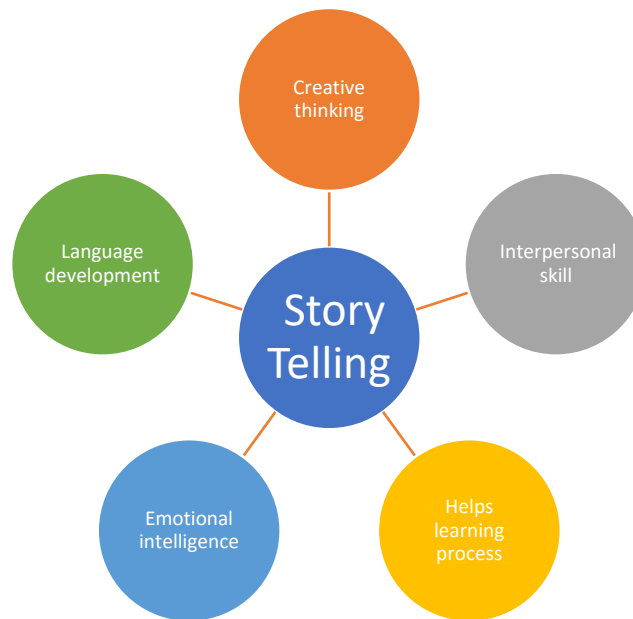 Creative
thinking
Language
development
Interpersonal
skill
Story
Telling
Emotional
intelligence
Helps
learning
process